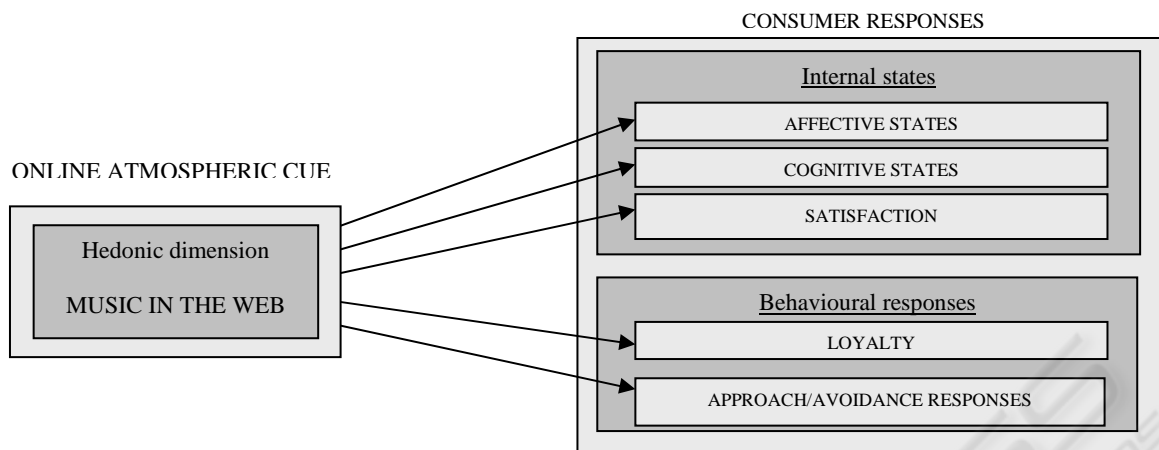 CONSUMER RESPONSES
Internal states
AFFECTIVE STATES
COGNITIVE STATES
SATISFACTION
ONLINE ATMOSPHERIC CUE
Hedonic dimension
MUSIC IN THE WEB
Behavioural responses
LOYALTY
APPROACH/AVOIDANCE RESPONSES